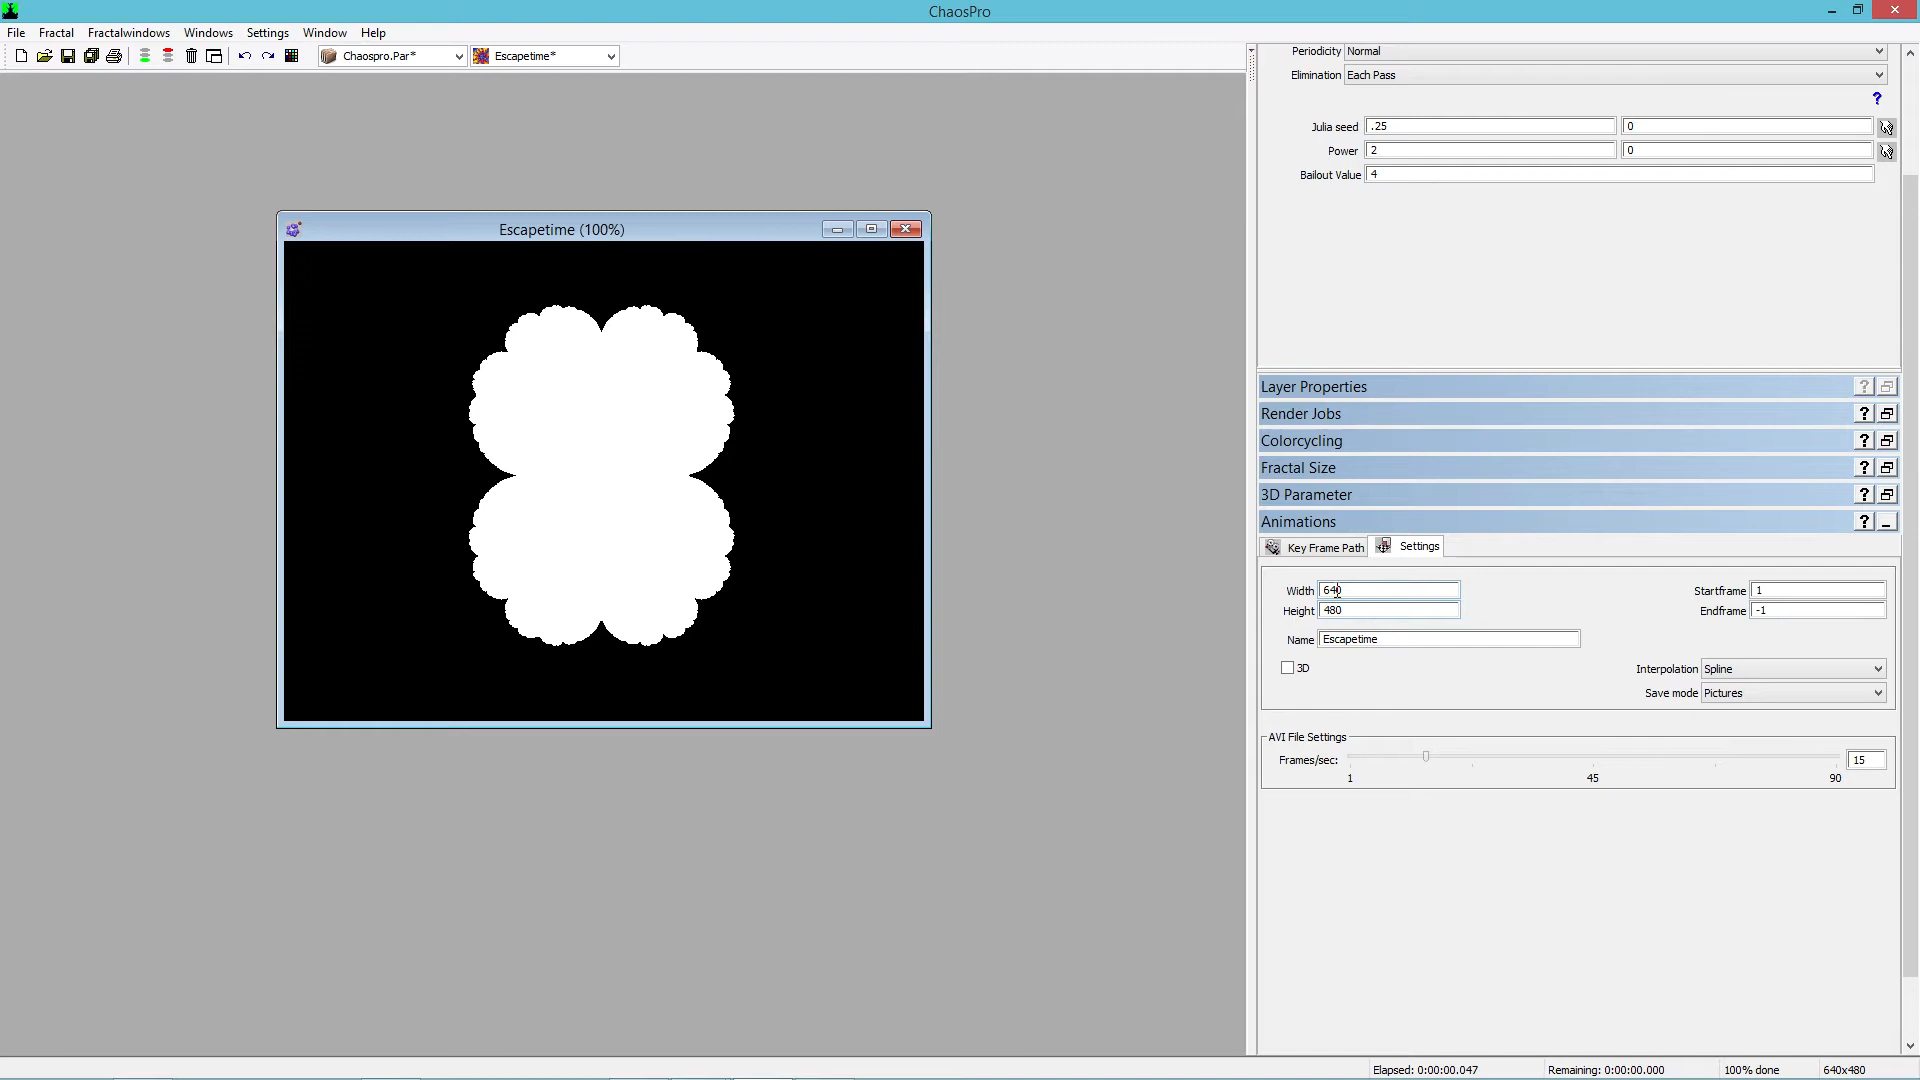 ChaosPro
File Fractal Fractalwindows Windows Settings Window Help
Chaospro.Par* Escapetime*
Periodicity Normal
Elimination Each Pass
?
Julia seed .25 0
Power 2 0
Bailout Value 4
Escapetime (100%)
Layer Properties ?
Render Jobs ?
Colorcycling ?
Fractal Size ?
3D Parameter ?
Animations ?
Key Frame Path Settings
Width 640 Startframe 1
Height 480 Endframe -1
Name Escapetime
3D Interpolation Spline
Save mode Pictures
AVI File Settings
Frames/sec: 15
1 45 90
Elapsed: 0:00:00.047 Remaining: 0:00:00.000 100% done 640x480